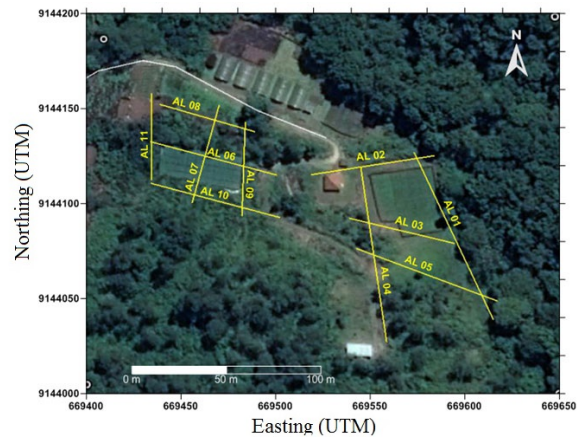 9144200
9144150
9144100
9144050
9144000
Northing (UTM)
N
AL 08
AL 11
AL 06
AL 07
AL 09
AL 10
AL 02
AL 01
AL 03
AL 05
AL 04
0 m 50 m 100 m
669400 669450 669500 669550 669600 669650
Easting (UTM)